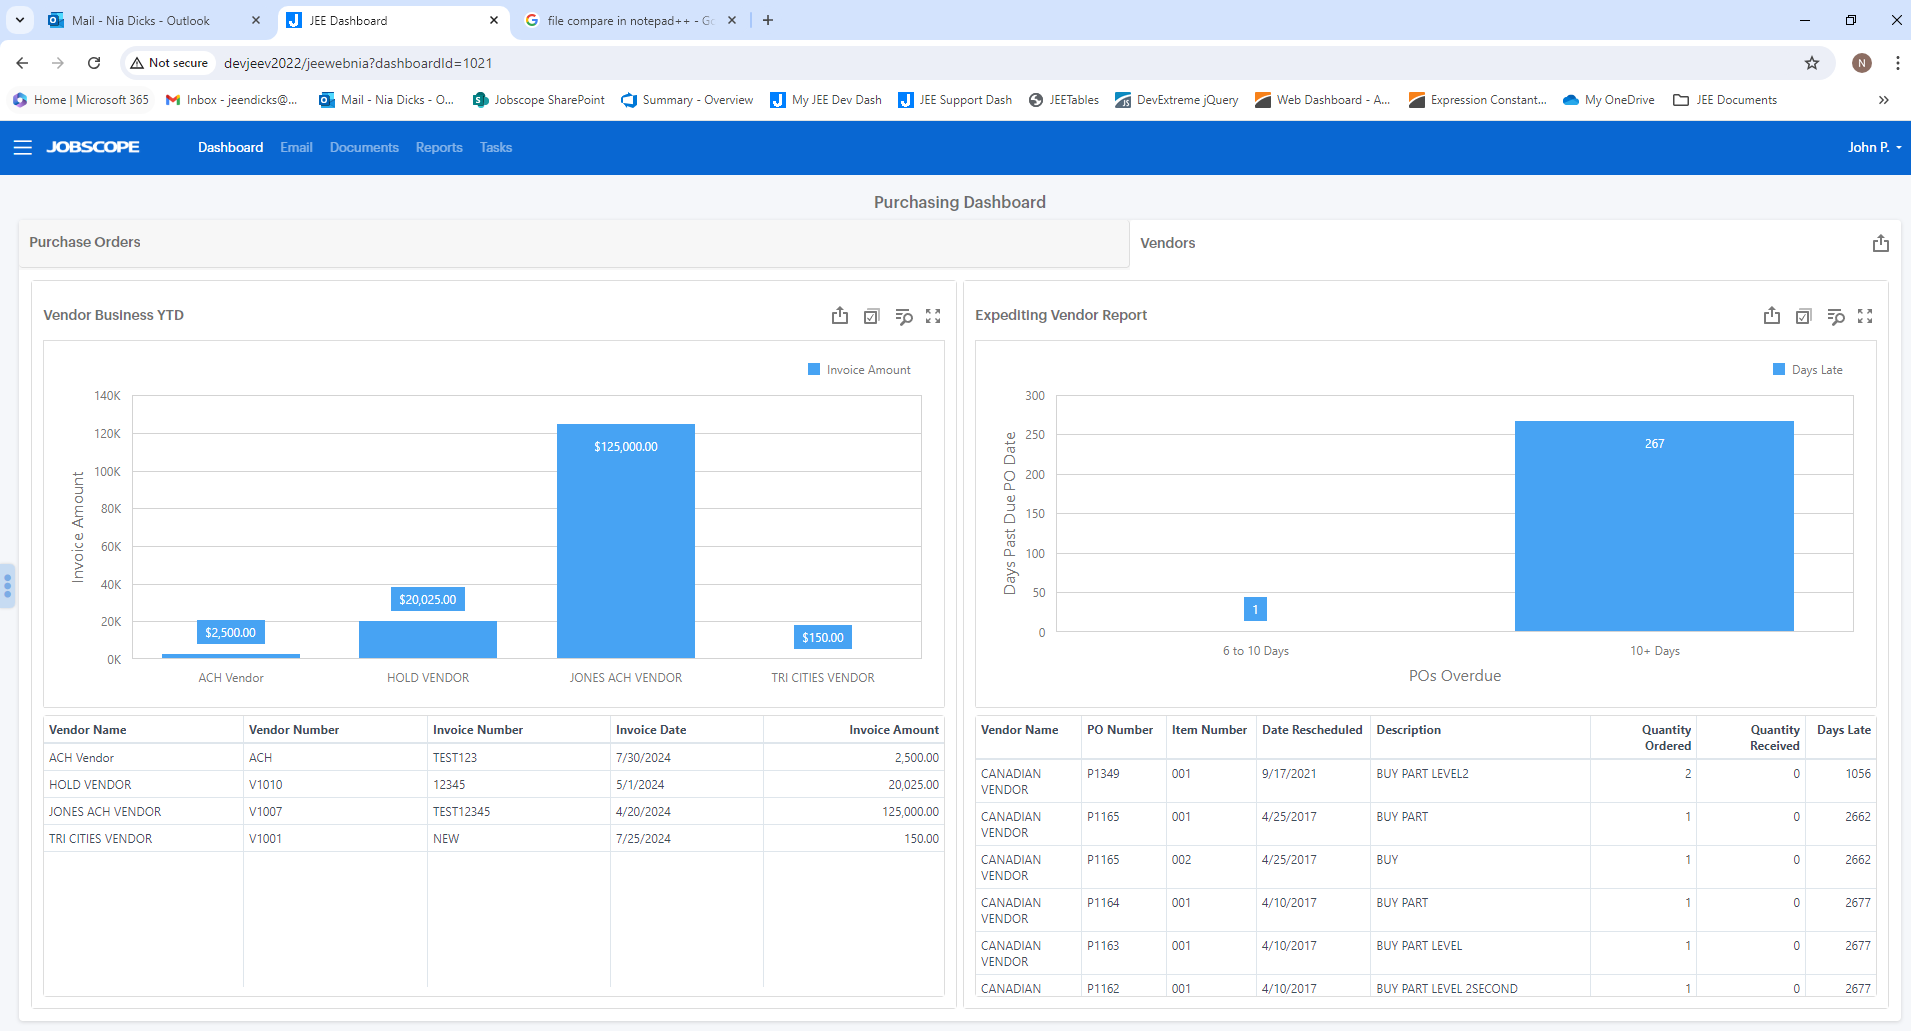 Mail - Nia Dicks - Outlook
JEE Dashboard
file compare in notepad++ - Go
Not secure
devjeev2022/jeewebnia?dashboardId=1021
N
Home | Microsoft 365
Inbox - jeendicks@...
Mail - Nia Dicks - O...
Jobscope SharePoint
Summary - Overview
My JEE Dev Dash
JEE Support Dash
JEETables
DevExtreme jQuery
Web Dashboard - A...
Expression Constant...
My OneDrive
JEE Documents
JOBSCOPE
Dashboard
Email
Documents
Reports
Tasks
John P.
Purchasing Dashboard
Purchase Orders
Vendors
Vendor Business YTD
Invoice Amount
140K
120K
100K
80K
60K
40K
20K
0K
Invoice Amount
$2,500.00
$20,025.00
$125,000.00
$150.00
ACH Vendor
HOLD VENDOR
JONES ACH VENDOR
TRI CITIES VENDOR
Vendor Name Vendor Number Invoice Number Invoice Date Invoice Amount
ACH Vendor ACH TEST123 7/30/2024 2,500.00
HOLD VENDOR V1010 12345 5/1/2024 20,025.00
JONES ACH VENDOR V1007 TEST12345 4/20/2024 125,000.00
TRI CITIES VENDOR V1001 NEW 7/25/2024 150.00
Expediting Vendor Report
Days Late
300
250
200
150
100
50
0
Days Past Due PO Date
1
267
6 to 10 Days
10+ Days
POs Overdue
Vendor Name PO Number Item Number Date Rescheduled Description Quantity Ordered Quantity Received Days Late
CANADIAN VENDOR P1349 001 9/17/2021 BUY PART LEVEL2 2 0 1056
CANADIAN VENDOR P1165 001 4/25/2017 BUY PART 1 0 2662
CANADIAN VENDOR P1165 002 4/25/2017 BUY 1 0 2662
CANADIAN VENDOR P1164 001 4/10/2017 BUY PART 1 0 2677
CANADIAN VENDOR P1163 001 4/10/2017 BUY PART LEVEL 1 0 2677
CANADIAN P1162 001 4/10/2017 BUY PART LEVEL 2SECOND 1 0 2677